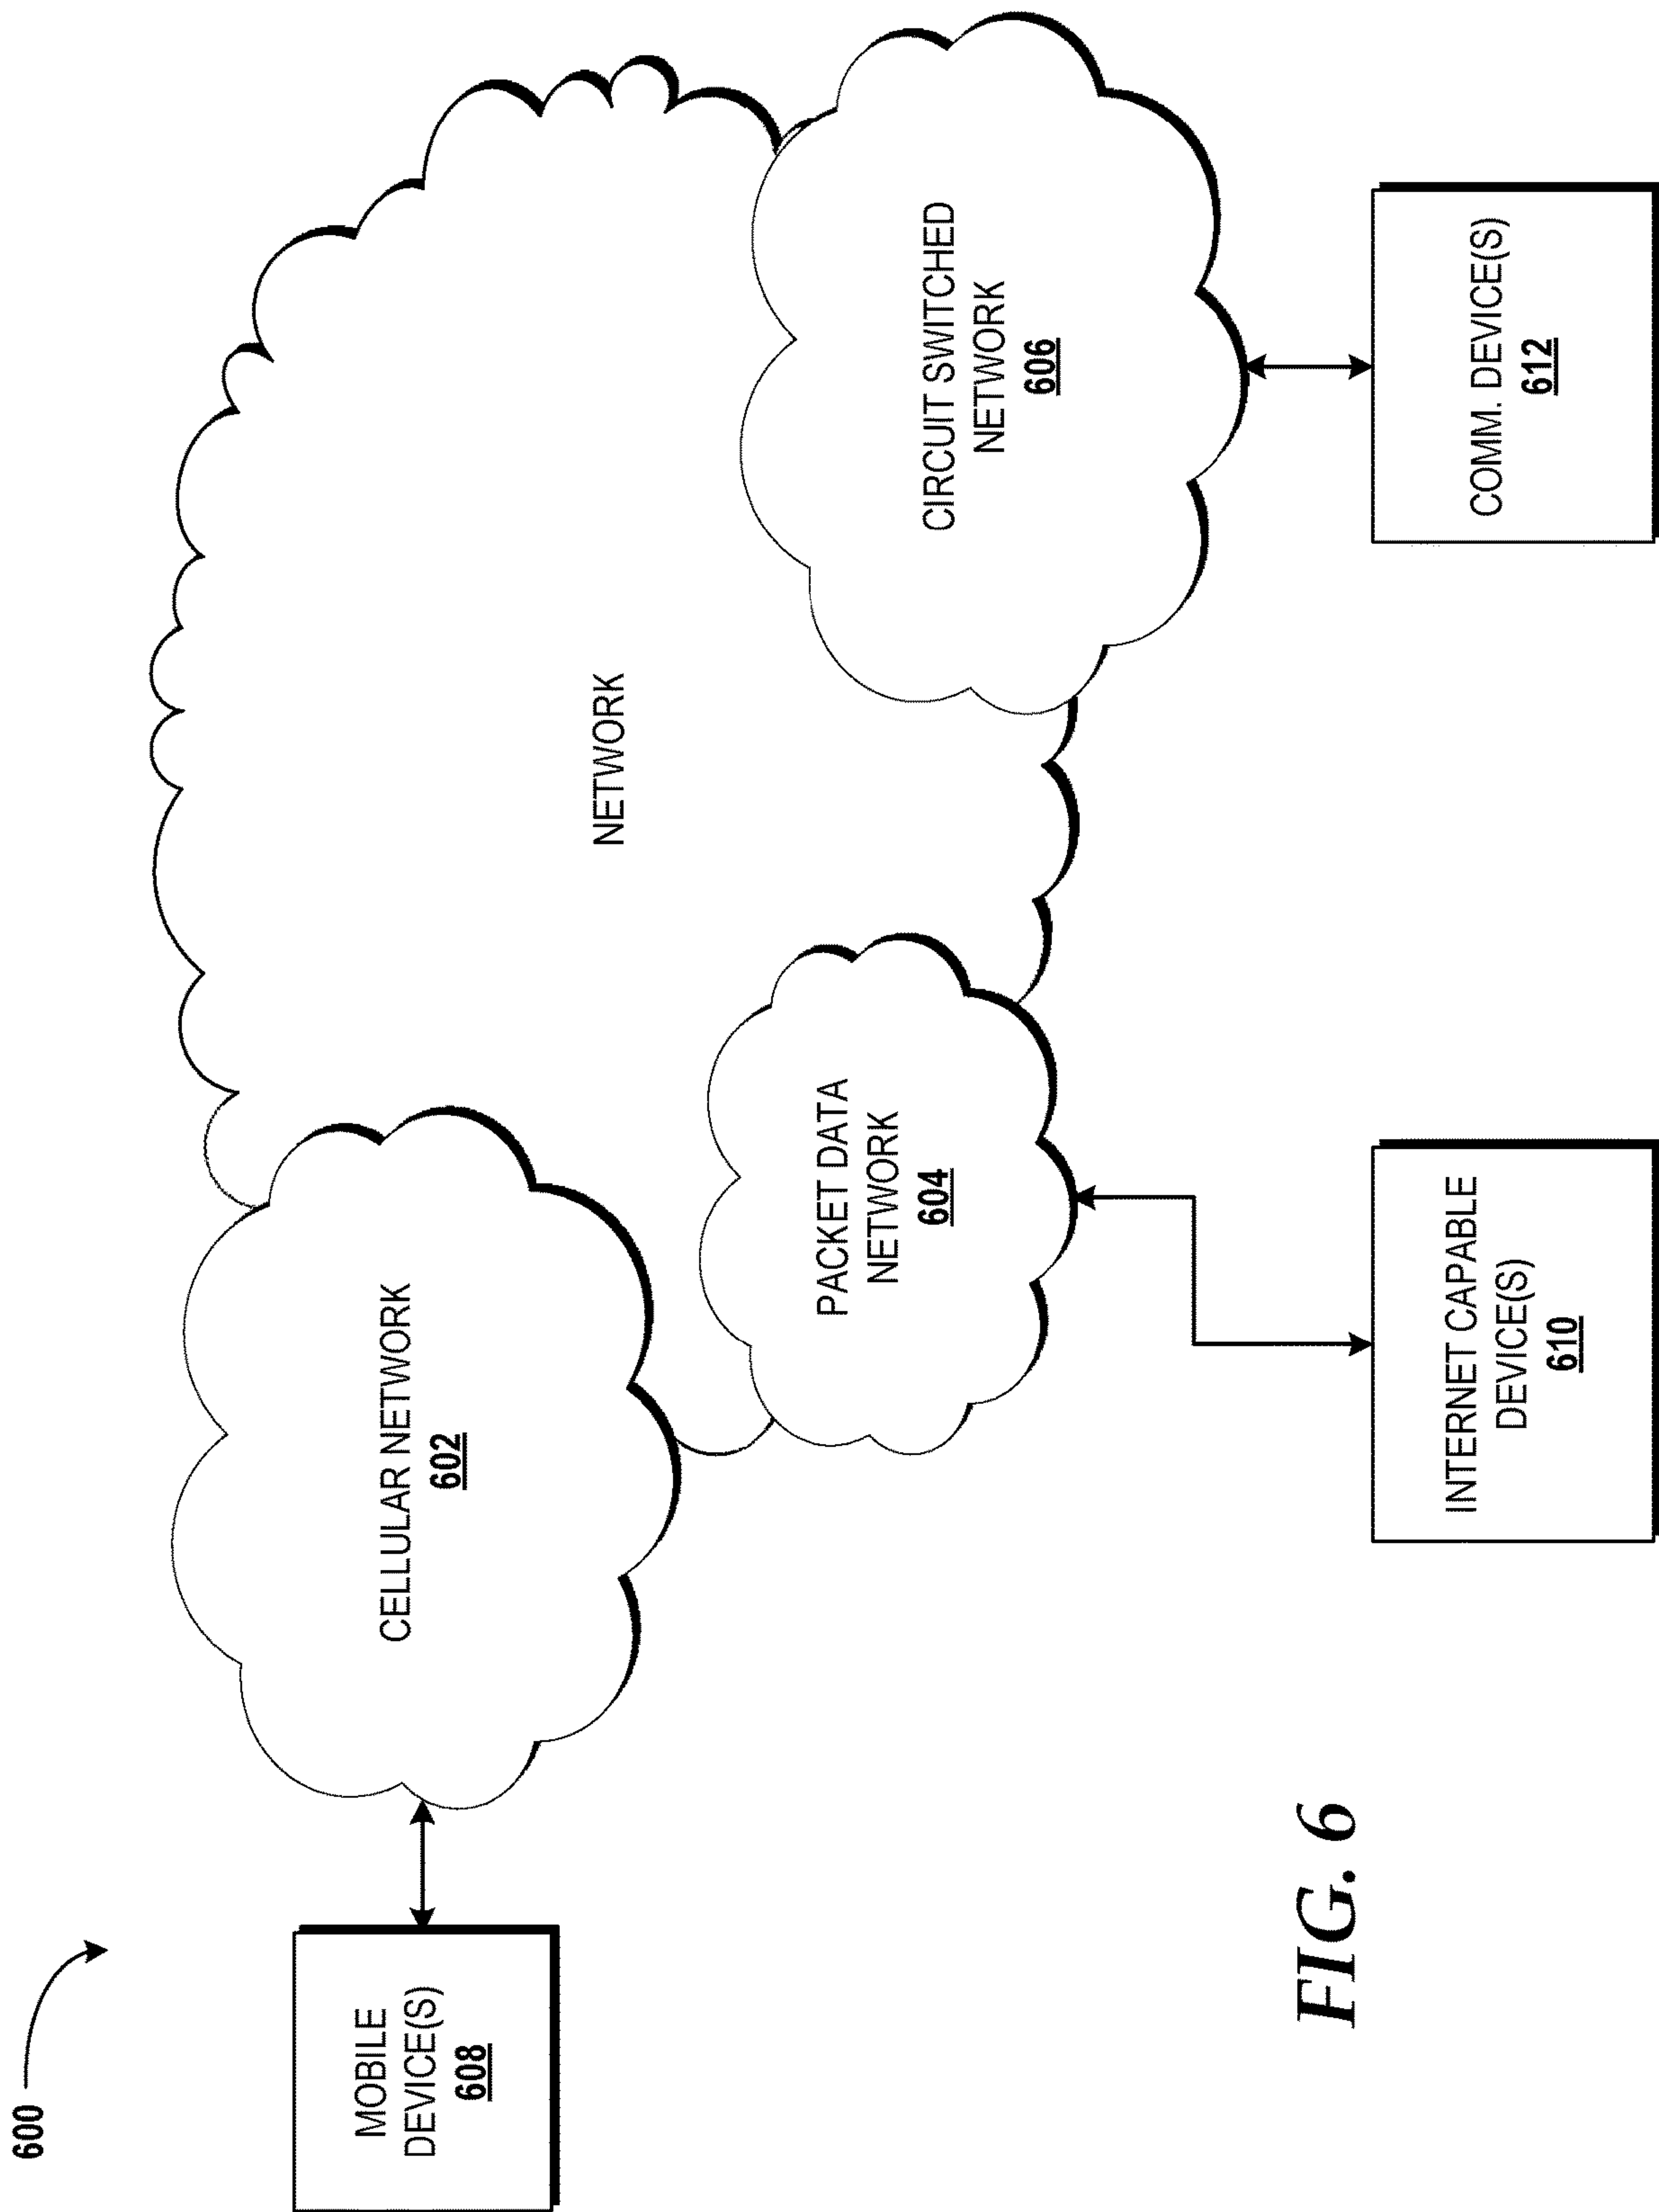 600
MOBILE
DEVICE(S)
608
CELLULAR NETWORK
602
NETWORK
PACKET DATA
NETWORK
604
CIRCUIT SWITCHED
NETWORK
606
INTERNET CAPABLE
DEVICE(S)
610
COMM. DEVICE(S)
612
FIG. 6